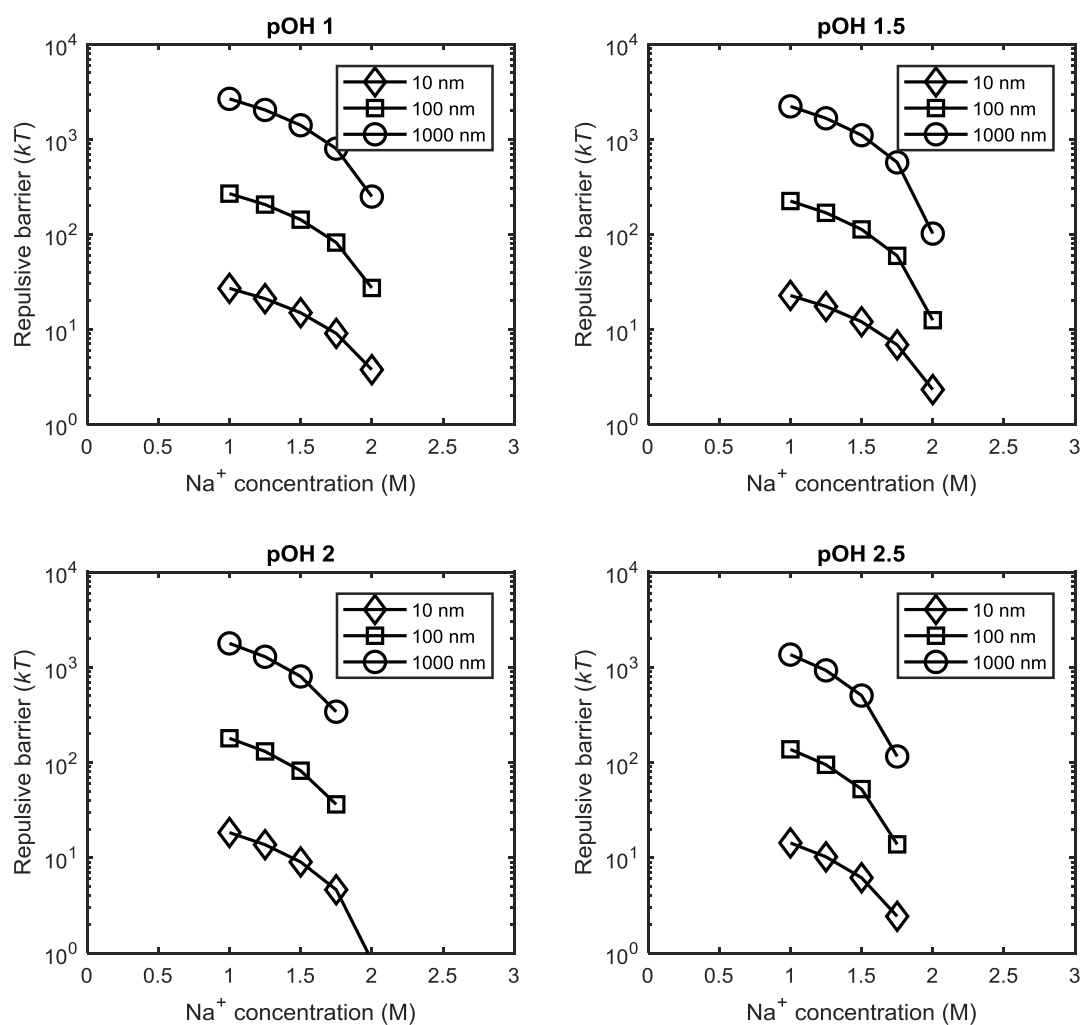 pOH 1
10⁴
10³
10²
10¹
10⁰
Repulsive barrier (kT)
10 nm
100 nm
1000 nm
0 0.5 1 1.5 2 2.5 3
Na⁺ concentration (M)
pOH 1.5
10⁴
10³
10²
10¹
10⁰
Repulsive barrier (kT)
10 nm
100 nm
1000 nm
0 0.5 1 1.5 2 2.5 3
Na⁺ concentration (M)
pOH 2
10⁴
10³
10²
10¹
10⁰
Repulsive barrier (kT)
10 nm
100 nm
1000 nm
0 0.5 1 1.5 2 2.5 3
Na⁺ concentration (M)
pOH 2.5
10⁴
10³
10²
10¹
10⁰
Repulsive barrier (kT)
10 nm
100 nm
1000 nm
0 0.5 1 1.5 2 2.5 3
Na⁺ concentration (M)